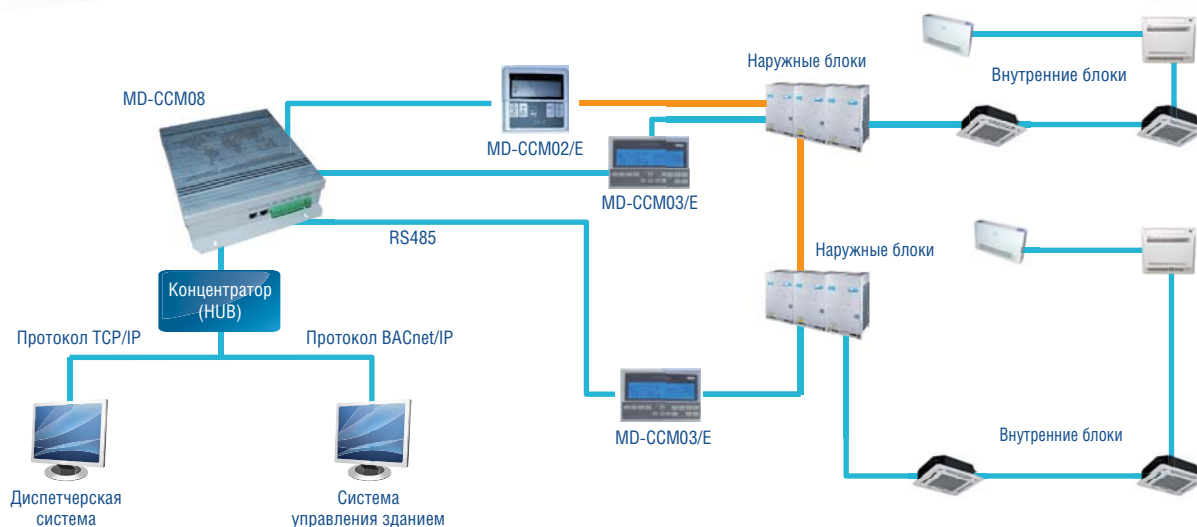 MD-CCM08
MD-CCM02/E
MD-CCM03/E
Наружные блоки
Внутренние блоки
RS485
Наружные блоки
Концентратор
(HUB)
Протокол TCP/IP
Протокол BACnet/IP
MD-CCM03/E
Внутренние блоки
Диспетчерская
система
Система
управления зданием